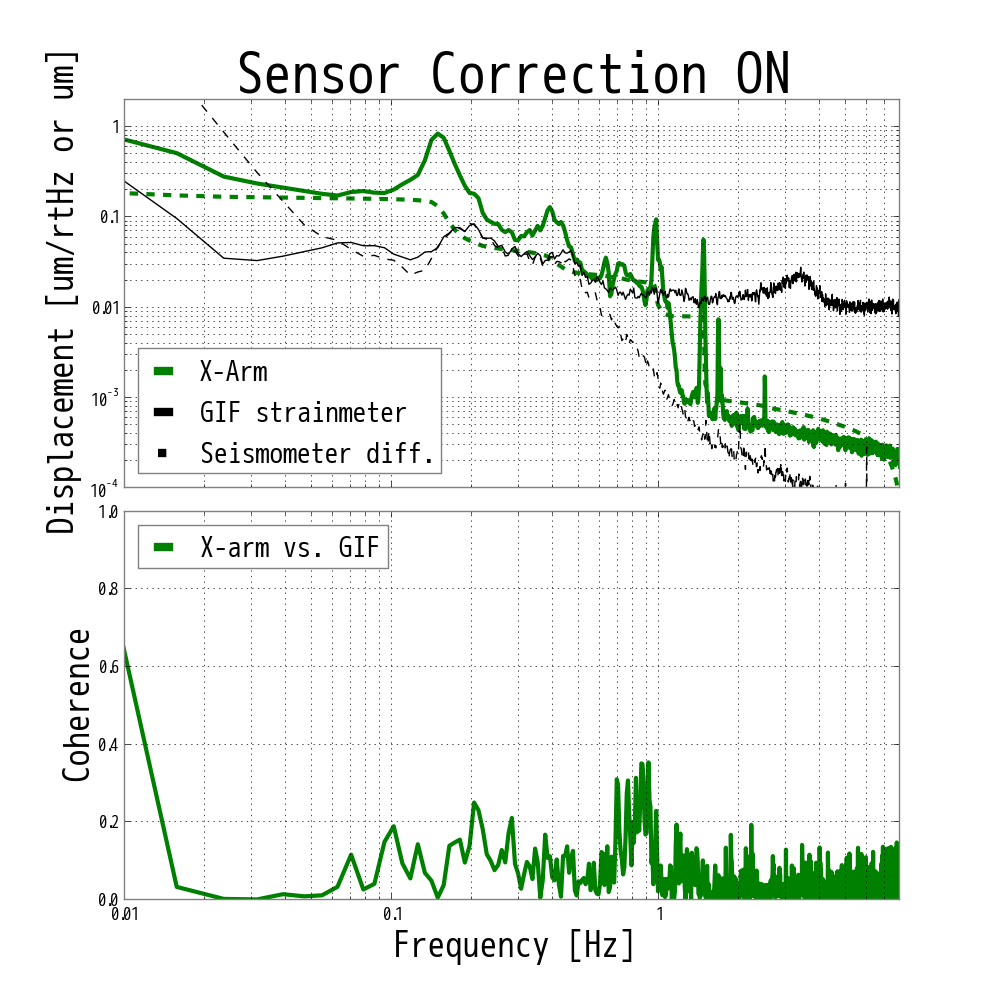 Sensor Correction ON
Displacement [um/rtHz or um]
1
0.1
0.01
10⁻³
10⁻⁴
X-Arm
GIF strainmeter
Seismometer diff.
Coherence
1.0
0.8
0.6
0.4
0.2
0.0
X-arm vs. GIF
0.01
0.1
1
Frequency [Hz]